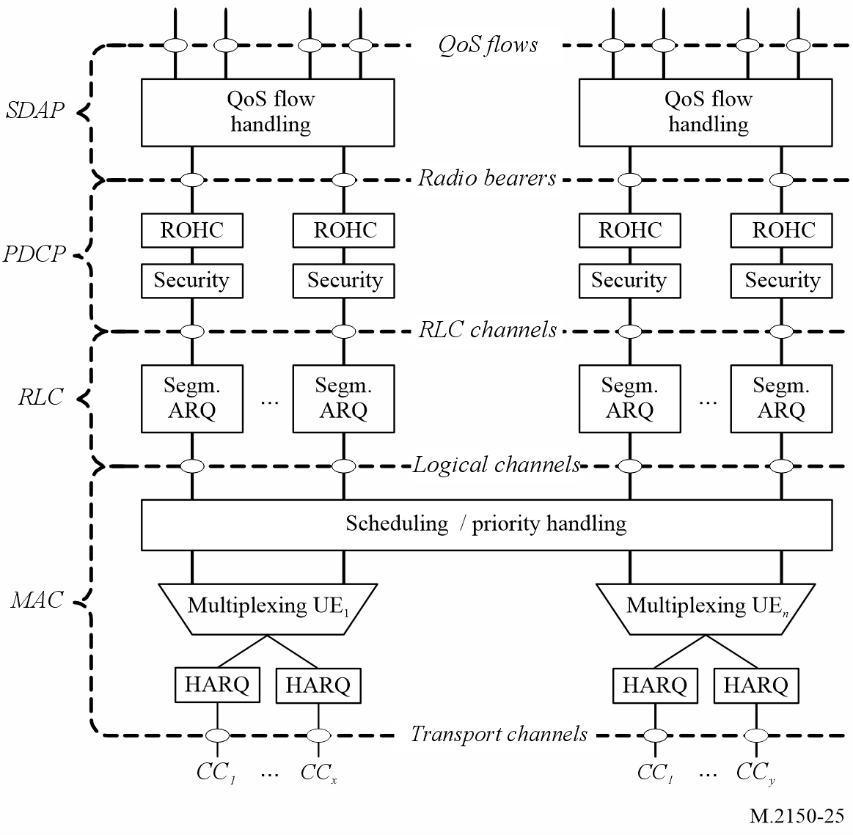 QoS flows
SDAP
QoS flow
handling
QoS flow
handling
Radio bearers
ROHC
ROHC
ROHC
ROHC
PDCP
Security
Security
Security
Security
RLC channels
RLC
Segm.
ARQ
...
Segm.
ARQ
Segm.
ARQ
...
Segm.
ARQ
Logical channels
Scheduling / priority handling
MAC
Multiplexing UE1
Multiplexing UEn
HARQ
HARQ
HARQ
HARQ
Transport channels
CC1 ... CCx
CC1 ... CCy
M.2150-25